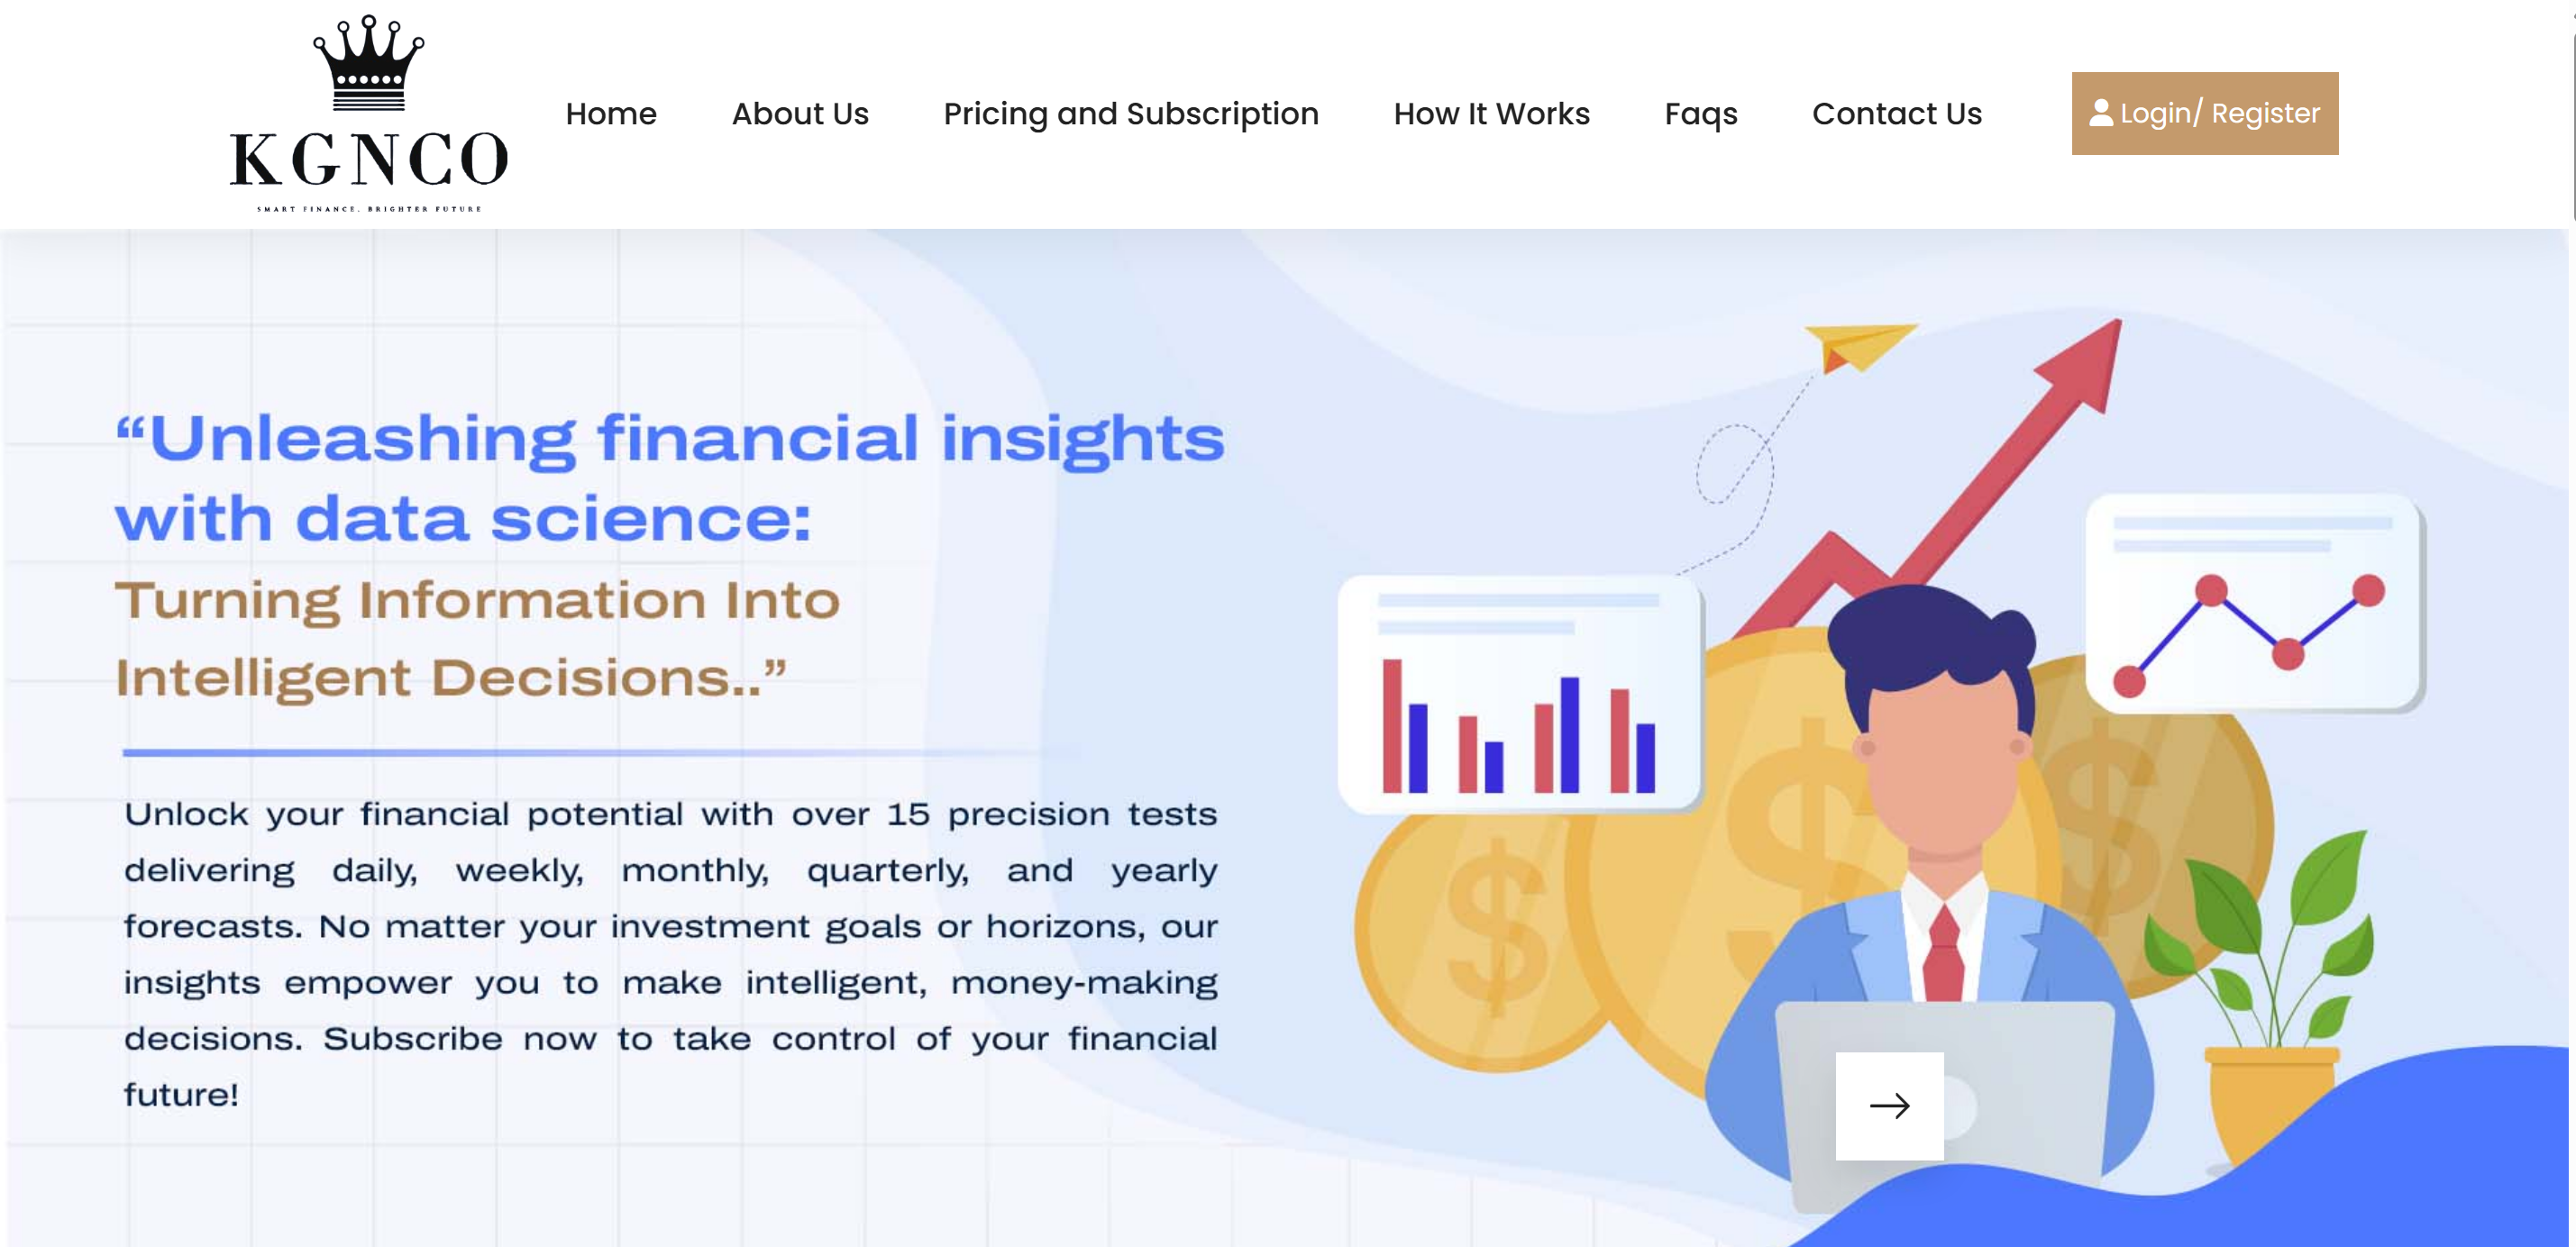 KGNCO
SMART FINANCE. BRIGHTER FUTURE
Home
About Us
Pricing and Subscription
How It Works
Faqs
Contact Us
Login/ Register
“Unleashing financial insights
with data science:
Turning Information Into
Intelligent Decisions..”
Unlock your financial potential with over 15 precision tests
delivering daily, weekly, monthly, quarterly, and yearly
forecasts. No matter your investment goals or horizons, our
insights empower you to make intelligent, money-making
decisions. Subscribe now to take control of your financial
future!
$
$
$